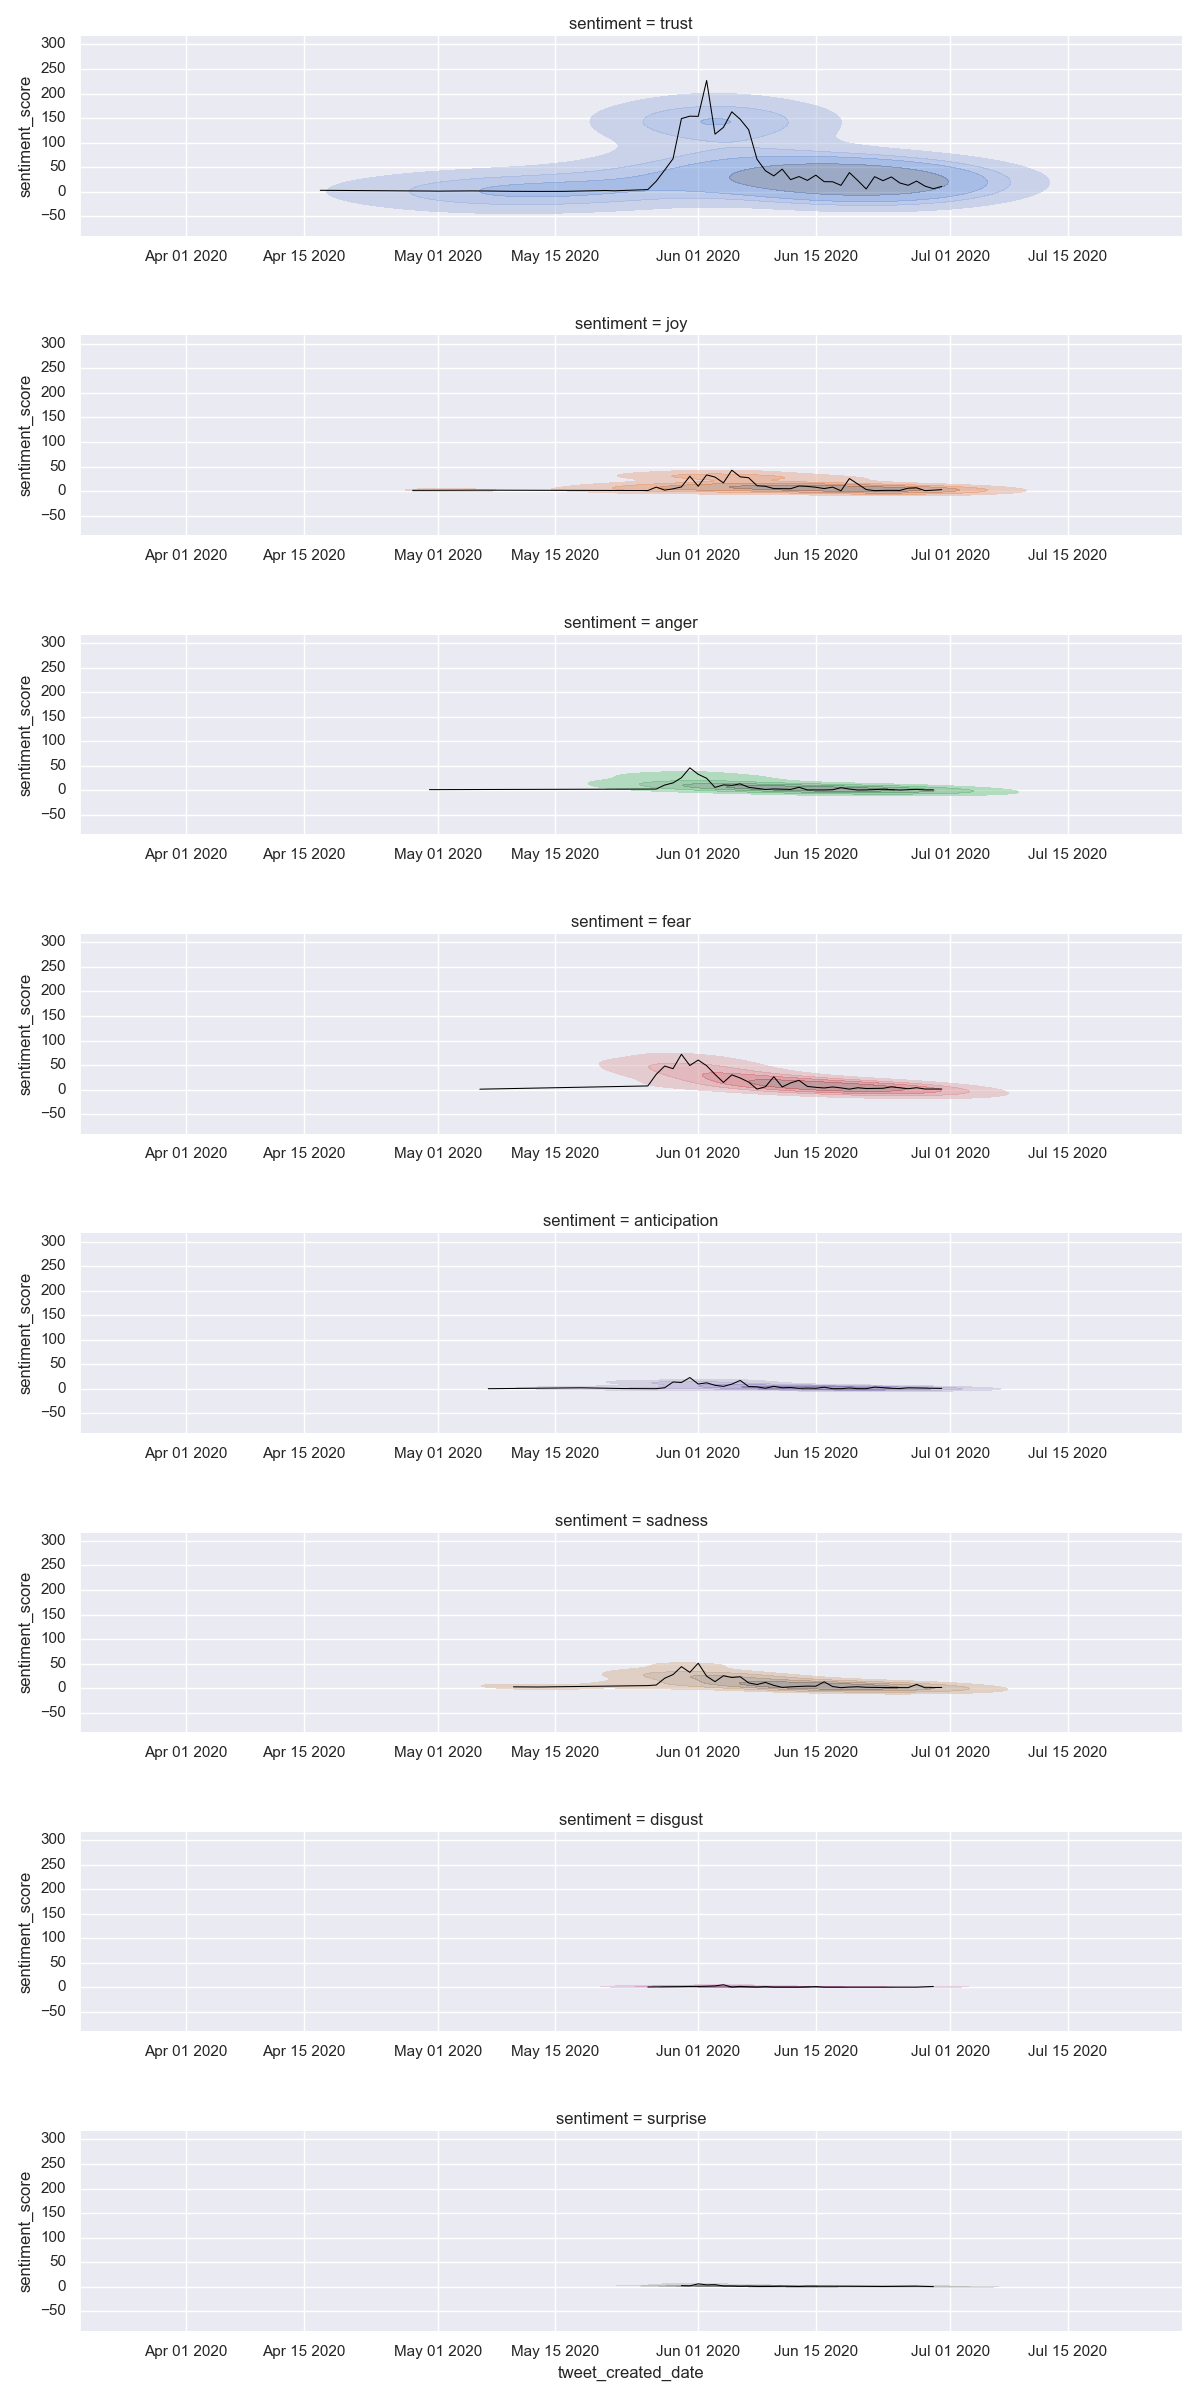 sentiment = trust
300
250
200
150
100
50
0
−50
sentiment_score
Apr 01 2020 Apr 15 2020 May 01 2020 May 15 2020 Jun 01 2020 Jun 15 2020 Jul 01 2020 Jul 15 2020
sentiment = joy
300
250
200
150
100
50
0
−50
sentiment_score
Apr 01 2020 Apr 15 2020 May 01 2020 May 15 2020 Jun 01 2020 Jun 15 2020 Jul 01 2020 Jul 15 2020
sentiment = anger
300
250
200
150
100
50
0
−50
sentiment_score
Apr 01 2020 Apr 15 2020 May 01 2020 May 15 2020 Jun 01 2020 Jun 15 2020 Jul 01 2020 Jul 15 2020
sentiment = fear
300
250
200
150
100
50
0
−50
sentiment_score
Apr 01 2020 Apr 15 2020 May 01 2020 May 15 2020 Jun 01 2020 Jun 15 2020 Jul 01 2020 Jul 15 2020
sentiment = anticipation
300
250
200
150
100
50
0
−50
sentiment_score
Apr 01 2020 Apr 15 2020 May 01 2020 May 15 2020 Jun 01 2020 Jun 15 2020 Jul 01 2020 Jul 15 2020
sentiment = sadness
300
250
200
150
100
50
0
−50
sentiment_score
Apr 01 2020 Apr 15 2020 May 01 2020 May 15 2020 Jun 01 2020 Jun 15 2020 Jul 01 2020 Jul 15 2020
sentiment = disgust
300
250
200
150
100
50
0
−50
sentiment_score
Apr 01 2020 Apr 15 2020 May 01 2020 May 15 2020 Jun 01 2020 Jun 15 2020 Jul 01 2020 Jul 15 2020
sentiment = surprise
300
250
200
150
100
50
0
−50
sentiment_score
Apr 01 2020 Apr 15 2020 May 01 2020 May 15 2020 Jun 01 2020 Jun 15 2020 Jul 01 2020 Jul 15 2020
tweet_created_date